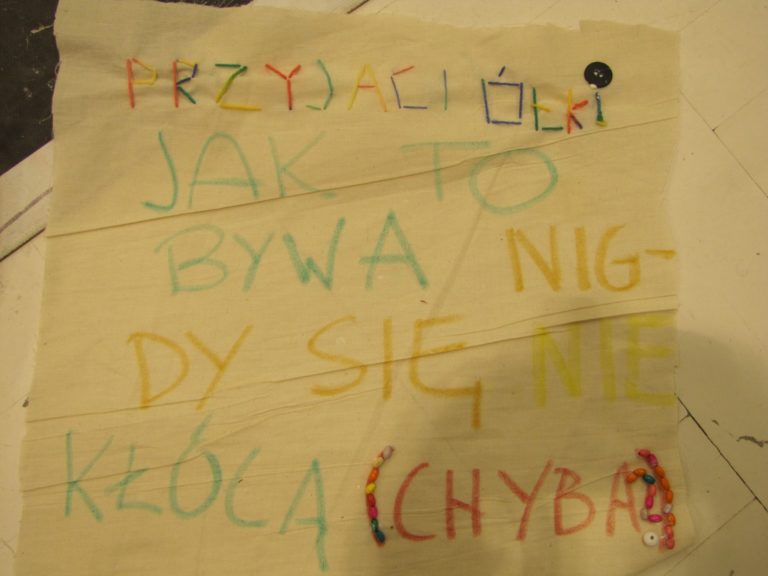 PRZYJACIÓŁKI
JAK TO
BYWA NIG-
DY SIĘ NIE
KŁÓCĄ (CHYBA?)